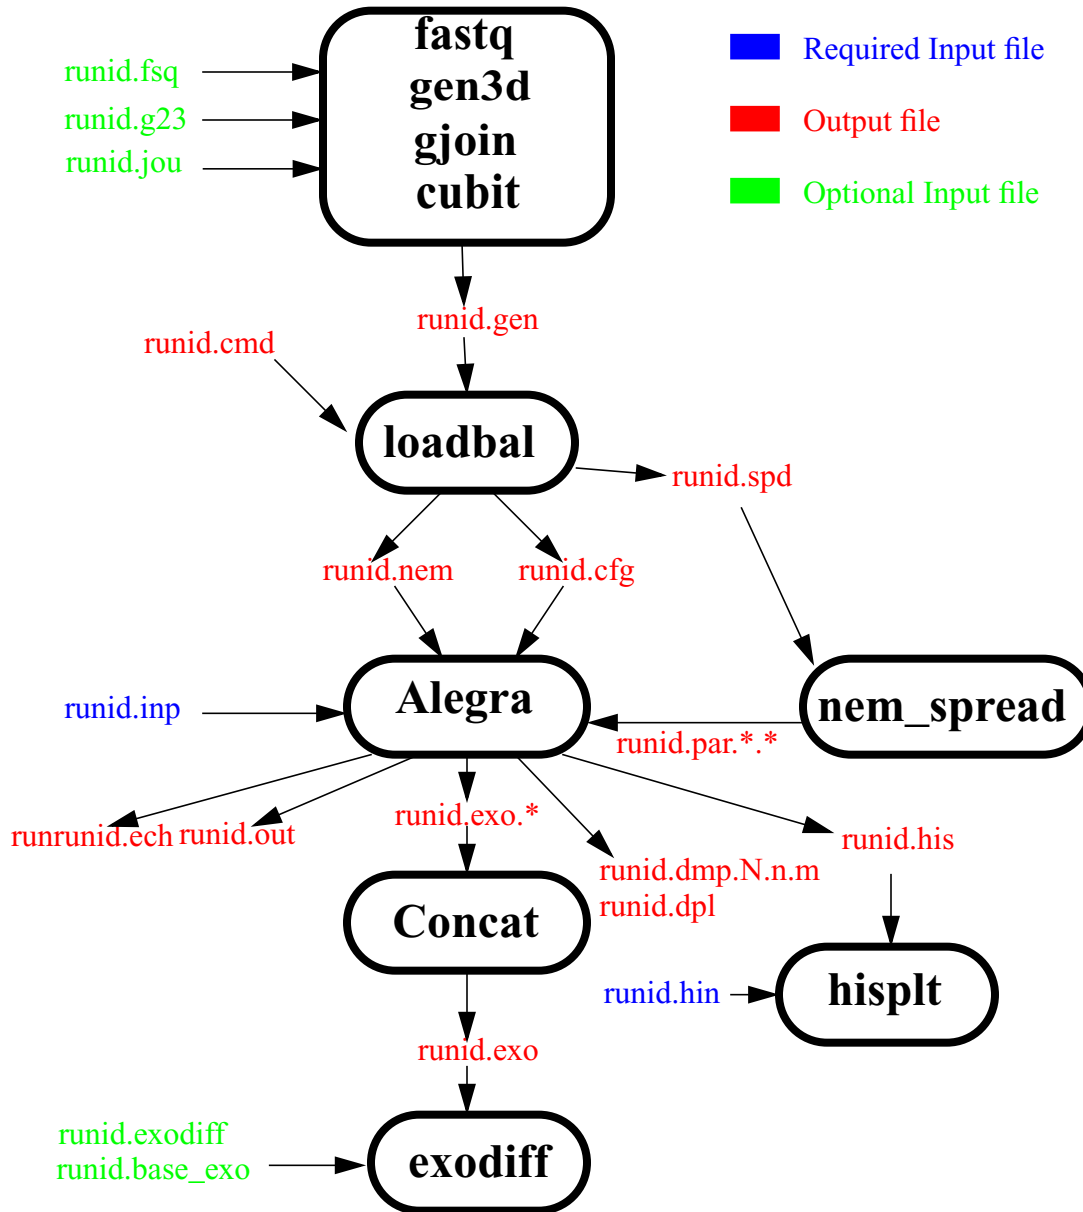 fastq
gen3d
gjoin
cubit
runid.fsq
runid.g23
runid.jou
Required Input file
Output file
Optional Input file
runid.gen
runid.cmd
loadbal
runid.spd
runid.nem
runid.cfg
Alegra
runid.inp
nem_spread
runid.par.*.*
runrunid.ech
runid.out
runid.exo.*
runid.dmp.N.n.m
runid.dpl
runid.his
Concat
runid.hin
hisplt
runid.exo
runid.exodiff
runid.base_exo
exodiff